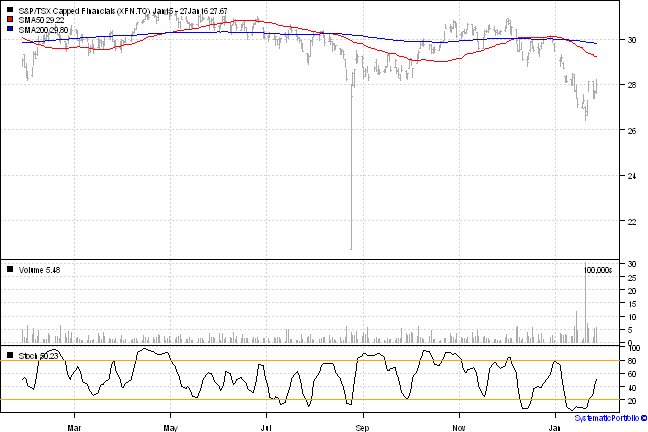 S&P/TSX Capped Financials (XFN.TO) Jan15 - 27Jan16 27.67
SMA50 29.22
SMA200 29.80
30
28
26
24
22
Volume 5.48
100,000s
30
25
20
15
10
5
0
Stoch 50.23
100
80
60
40
20
Mar May Jul Sep Nov Jan
SystematicPortfolio ©